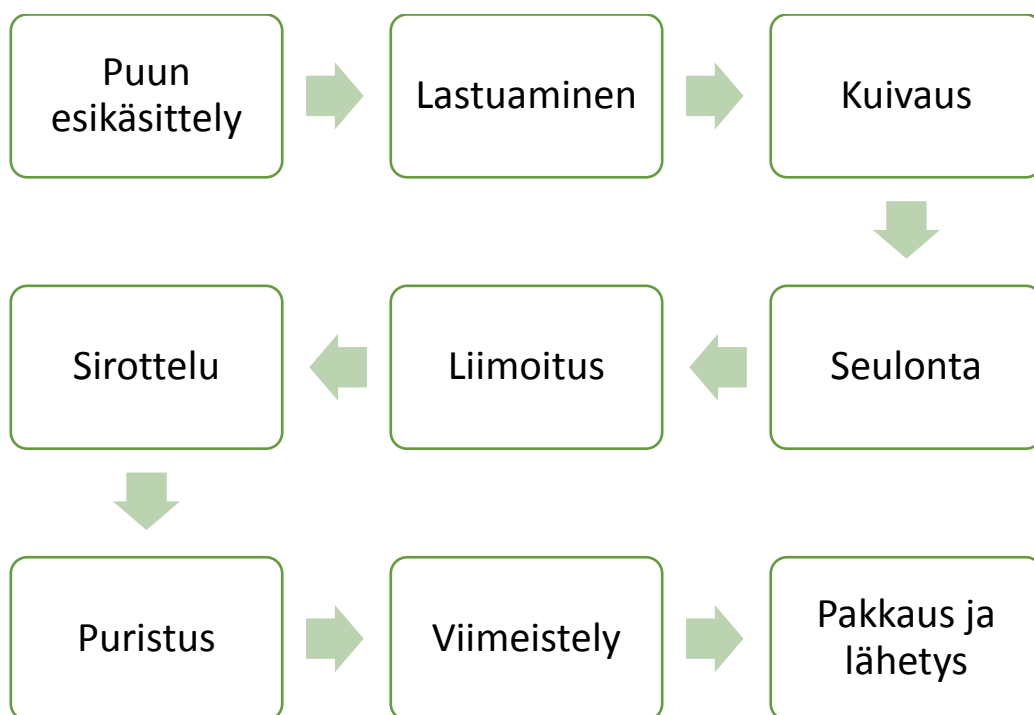 Puun
esikäsittely
Lastuaminen
Kuivaus
Seulonta
Liimoitus
Sirottelu
Puristus
Viimeistely
Pakkaus ja
lähetys